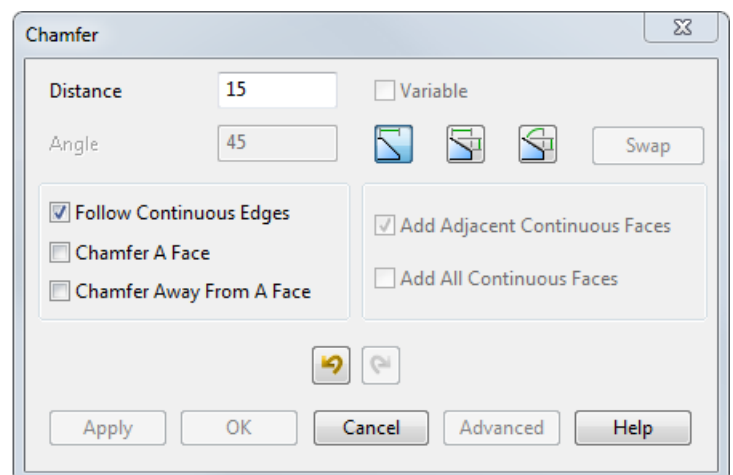 Chamfer
Distance 15 Variable
Angle 45 Swap
Follow Continuous Edges
Chamfer A Face
Chamfer Away From A Face
Add Adjacent Continuous Faces
Add All Continuous Faces
Apply OK Cancel Advanced Help